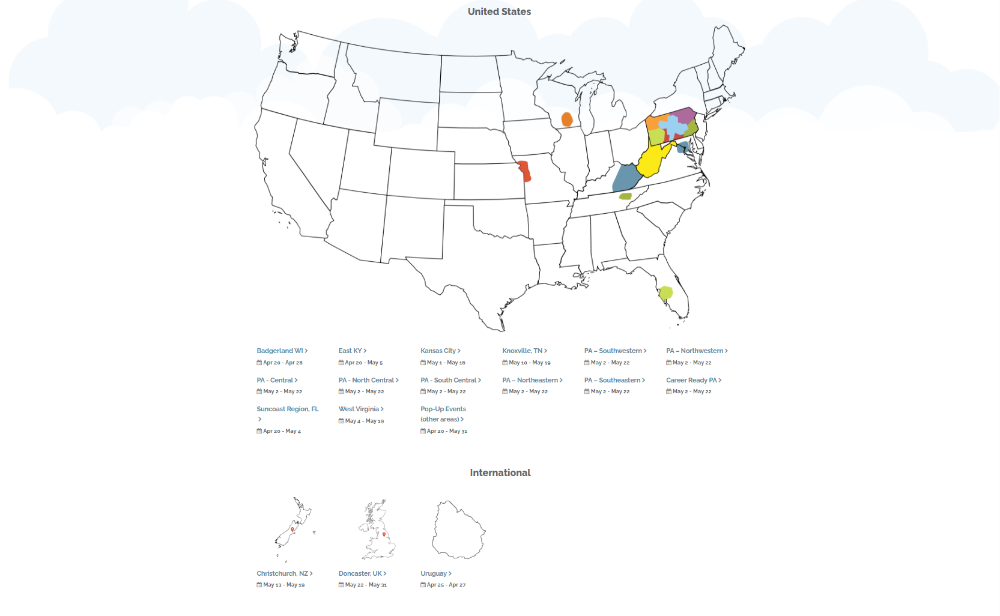 United States
Badgerland WI >
East KY >
Kansas City >
Knoxville, TN >
PA – Southwestern >
PA – Northwestern >
Apr 20 - Apr 28
Apr 20 - May 5
May 1 - May 16
May 10 - May 19
May 2 - May 22
May 2 - May 22
PA - Central >
PA - North Central >
PA - South Central >
PA – Northeastern >
PA – Southeastern >
Career Ready PA >
May 2 - May 22
May 2 - May 22
May 2 - May 22
May 2 - May 22
May 2 - May 22
May 2 - May 22
Suncoast Region, FL
>
Apr 20 - May 4
West Virginia >
May 4 - May 19
Pop-Up Events
(other areas) >
Apr 20 - May 31
International
Christchurch, NZ >
Doncaster, UK >
Uruguay >
May 13 - May 19
May 22 - May 31
Apr 25 - Apr 27